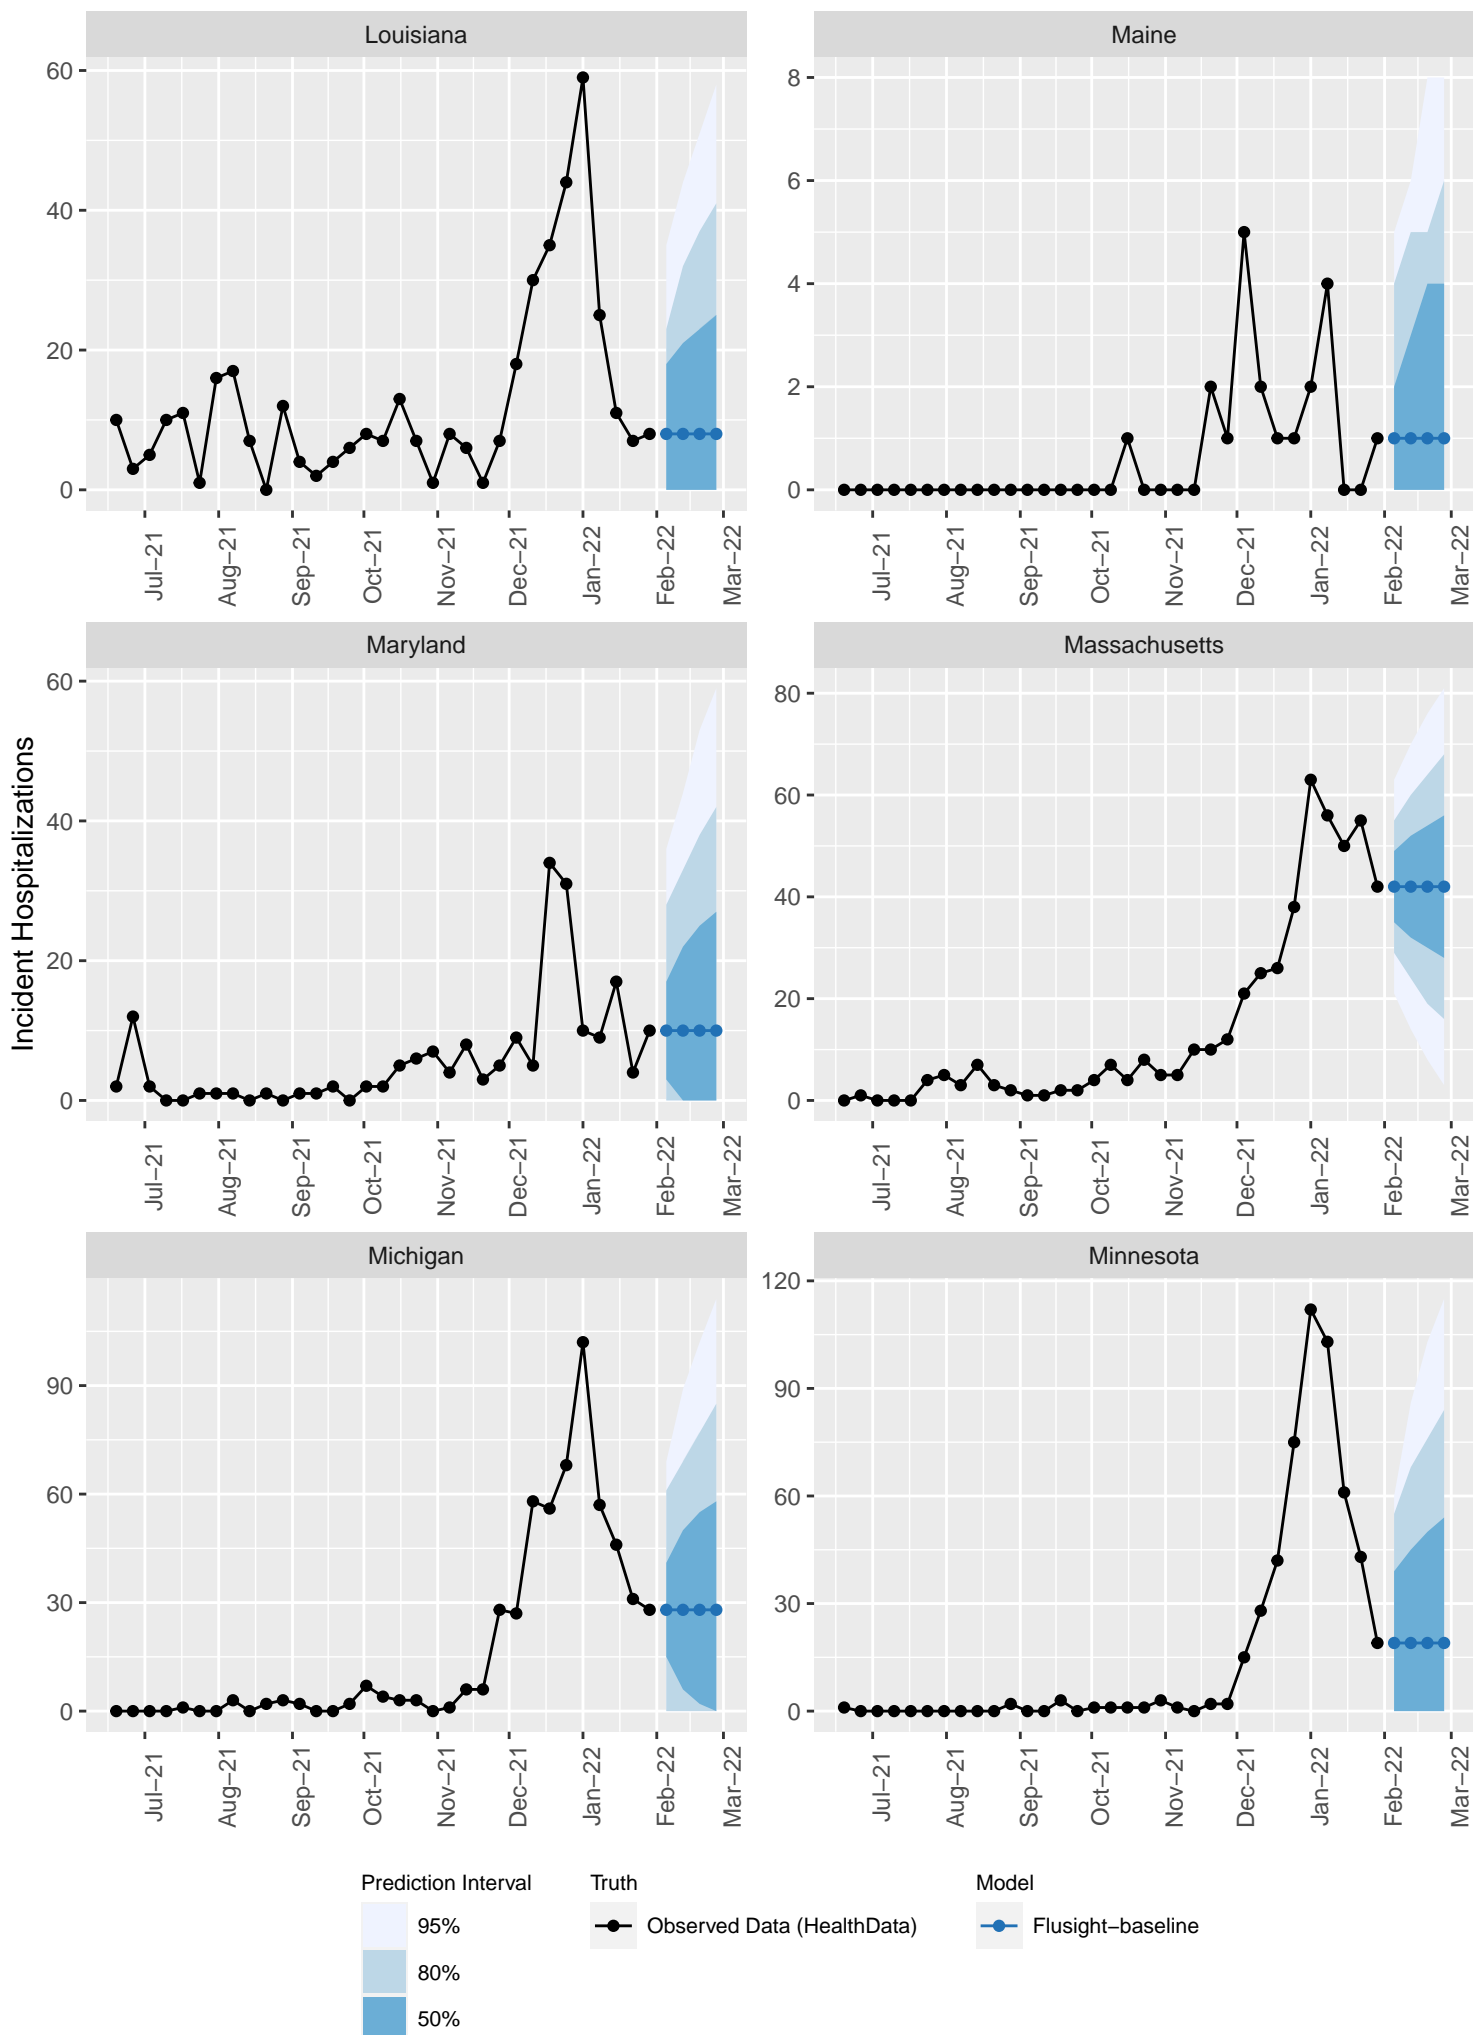 Louisiana
Maine
60
40
20
0
8
6
4
2
0
Jul−21
Aug−21
Sep−21
Oct−21
Nov−21
Dec−21
Jan−22
Feb−22
Mar−22
Jul−21
Aug−21
Sep−21
Oct−21
Nov−21
Dec−21
Jan−22
Feb−22
Mar−22
Incident Hospitalizations
Maryland
Massachusetts
60
40
20
0
80
60
40
20
0
Jul−21
Aug−21
Sep−21
Oct−21
Nov−21
Dec−21
Jan−22
Feb−22
Mar−22
Jul−21
Aug−21
Sep−21
Oct−21
Nov−21
Dec−21
Jan−22
Feb−22
Mar−22
Michigan
Minnesota
90
60
30
0
120
90
60
30
0
Jul−21
Aug−21
Sep−21
Oct−21
Nov−21
Dec−21
Jan−22
Feb−22
Mar−22
Jul−21
Aug−21
Sep−21
Oct−21
Nov−21
Dec−21
Jan−22
Feb−22
Mar−22
Prediction Interval
95%
80%
50%
Truth
Observed Data (HealthData)
Model
Flusight−baseline